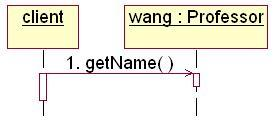 client
wang : Professor
1. getName( )